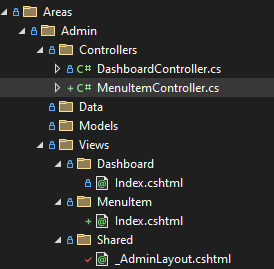 Areas
Admin
Controllers
C# DashboardController.cs
C# MenuItemController.cs
Data
Models
Views
Dashboard
Index.cshtml
MenuItem
Index.cshtml
Shared
_AdminLayout.cshtml